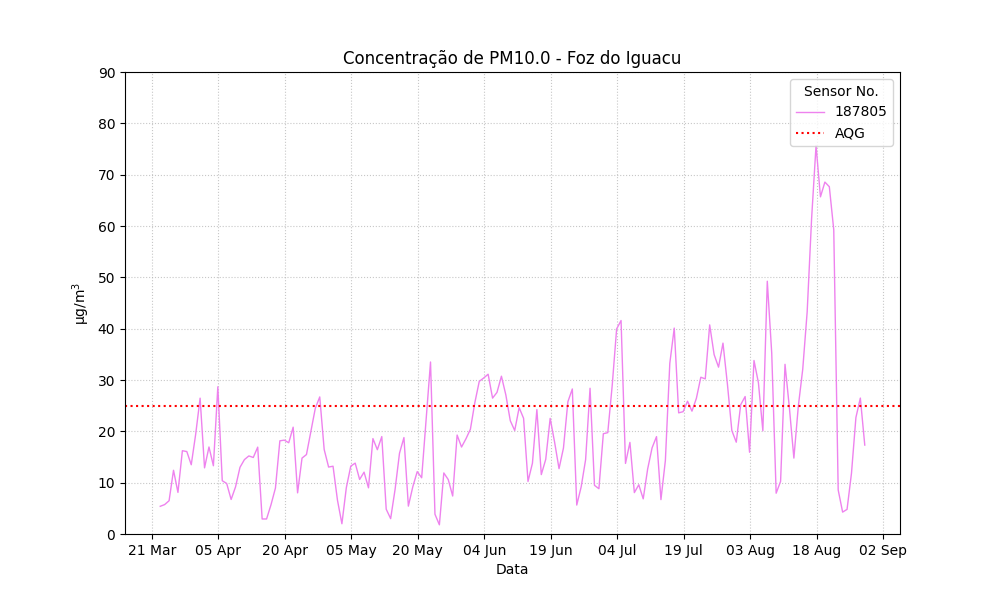 Concentração de PM10.0 - Foz do Iguacu
90
80
70
60
50
40
30
20
10
0
µg/m³
Sensor No.
187805
AQG
21 Mar
05 Apr
20 Apr
05 May
20 May
04 Jun
19 Jun
04 Jul
19 Jul
03 Aug
18 Aug
02 Sep
Data